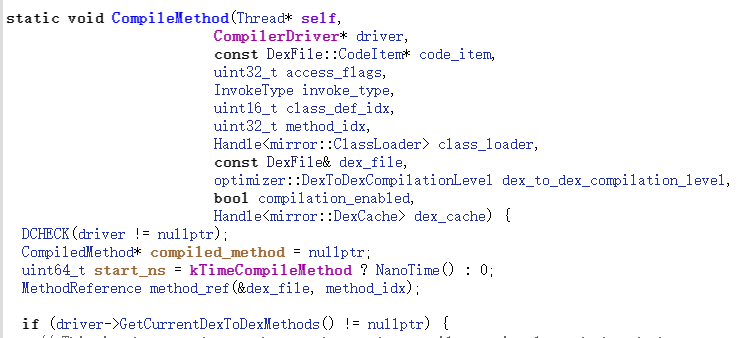 static void CompileMethod(Thread* self,
CompilerDriver* driver,
const DexFile::CodeItem* code_item,
uint32_t access_flags,
InvokeType invoke_type,
uint16_t class_def_idx,
uint32_t method_idx,
Handle<mirror::ClassLoader> class_loader,
const DexFile& dex_file,
optimizer::DexToDexCompilationLevel dex_to_dex_compilation_level,
bool compilation_enabled,
Handle<mirror::DexCache> dex_cache) {
DCHECK(driver != nullptr);
CompiledMethod* compiled_method = nullptr;
uint64_t start_ns = kTimeCompileMethod ? NanoTime() : 0;
MethodReference method_ref(&dex_file, method_idx);
if (driver->GetCurrentDexToDexMethods() != nullptr) {